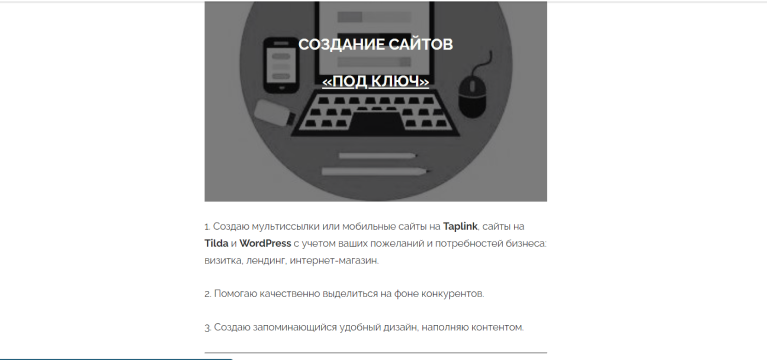 СОЗДАНИЕ САЙТОВ
«ПОД КЛЮЧ»
1. Создаю мультиссылки или мобильные сайты на Taplink, сайты на
Tilda и WordPress с учетом ваших пожеланий и потребностей бизнеса:
визитка, лендинг, интернет-магазин.
2. Помогаю качественно выделиться на фоне конкурентов.
3. Создаю запоминающийся удобный дизайн, наполняю контентом.